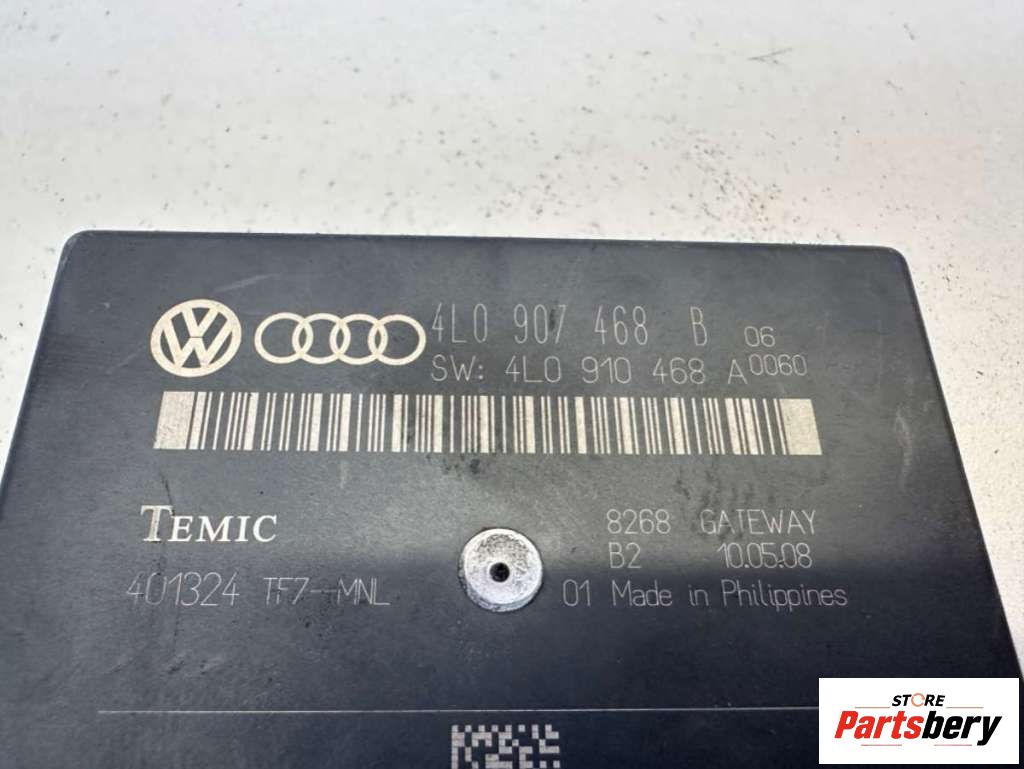 4L0 907 468 B 06
SW: 4L0 910 468 A 0060
TEMIC
8268 GATEWAY
B2 10.05.08
401324 TF7--MNL
01 Made in Philippines
STORE
Partsbery